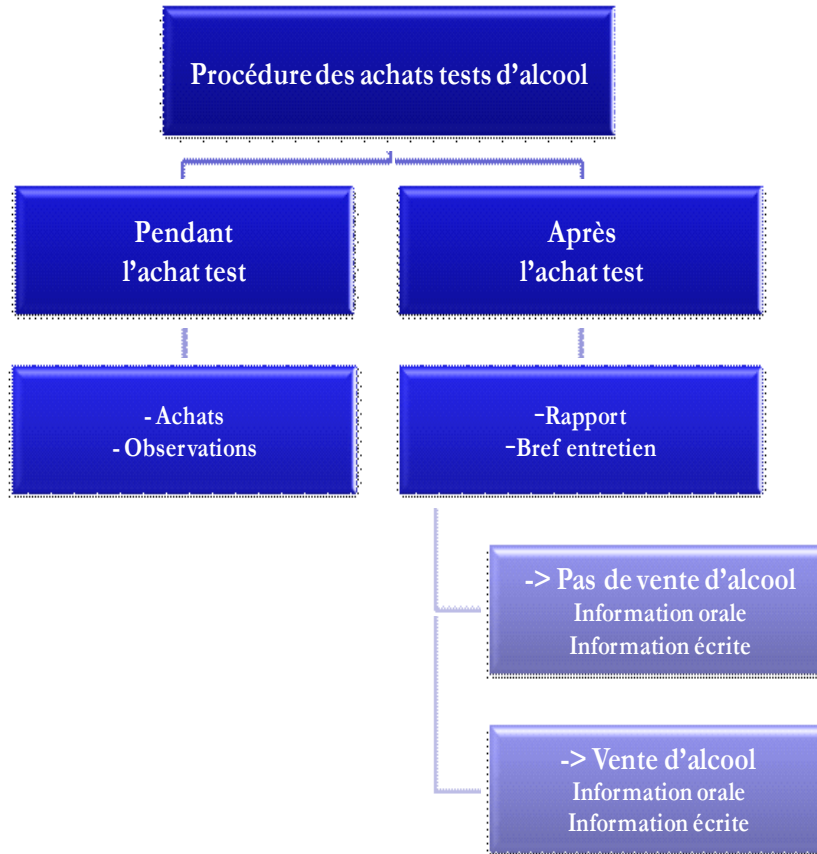 Procédure des achats tests d’alcool
Pendant
l’achat test
Après
l’achat test
- Achats
- Observations
-Rapport
-Bref entretien
-> Pas de vente d’alcool
Information orale
Information écrite
-> Vente d’alcool
Information orale
Information écrite